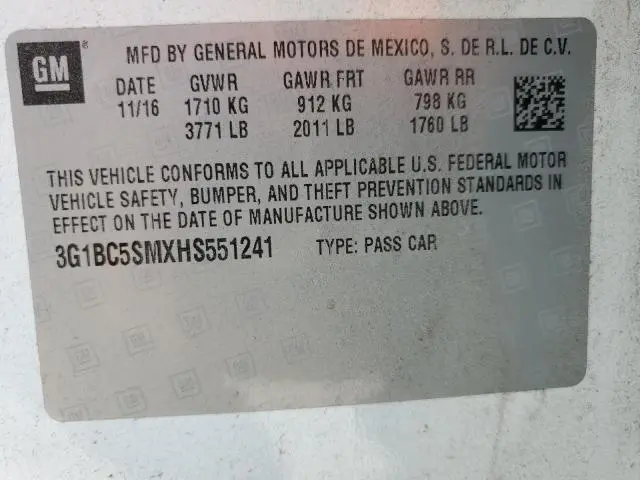 GM
®
MFD BY GENERAL MOTORS DE MEXICO, S. DE R.L. DE C.V.
DATE GVWR GAWR FRT GAWR RR
11/16 1710 KG 912 KG 798 KG
3771 LB 2011 LB 1760 LB
THIS VEHICLE CONFORMS TO ALL APPLICABLE U.S. FEDERAL MOTOR
VEHICLE SAFETY, BUMPER, AND THEFT PREVENTION STANDARDS IN
EFFECT ON THE DATE OF MANUFACTURE SHOWN ABOVE.
3G1BC5SMXHS551241 TYPE: PASS CAR